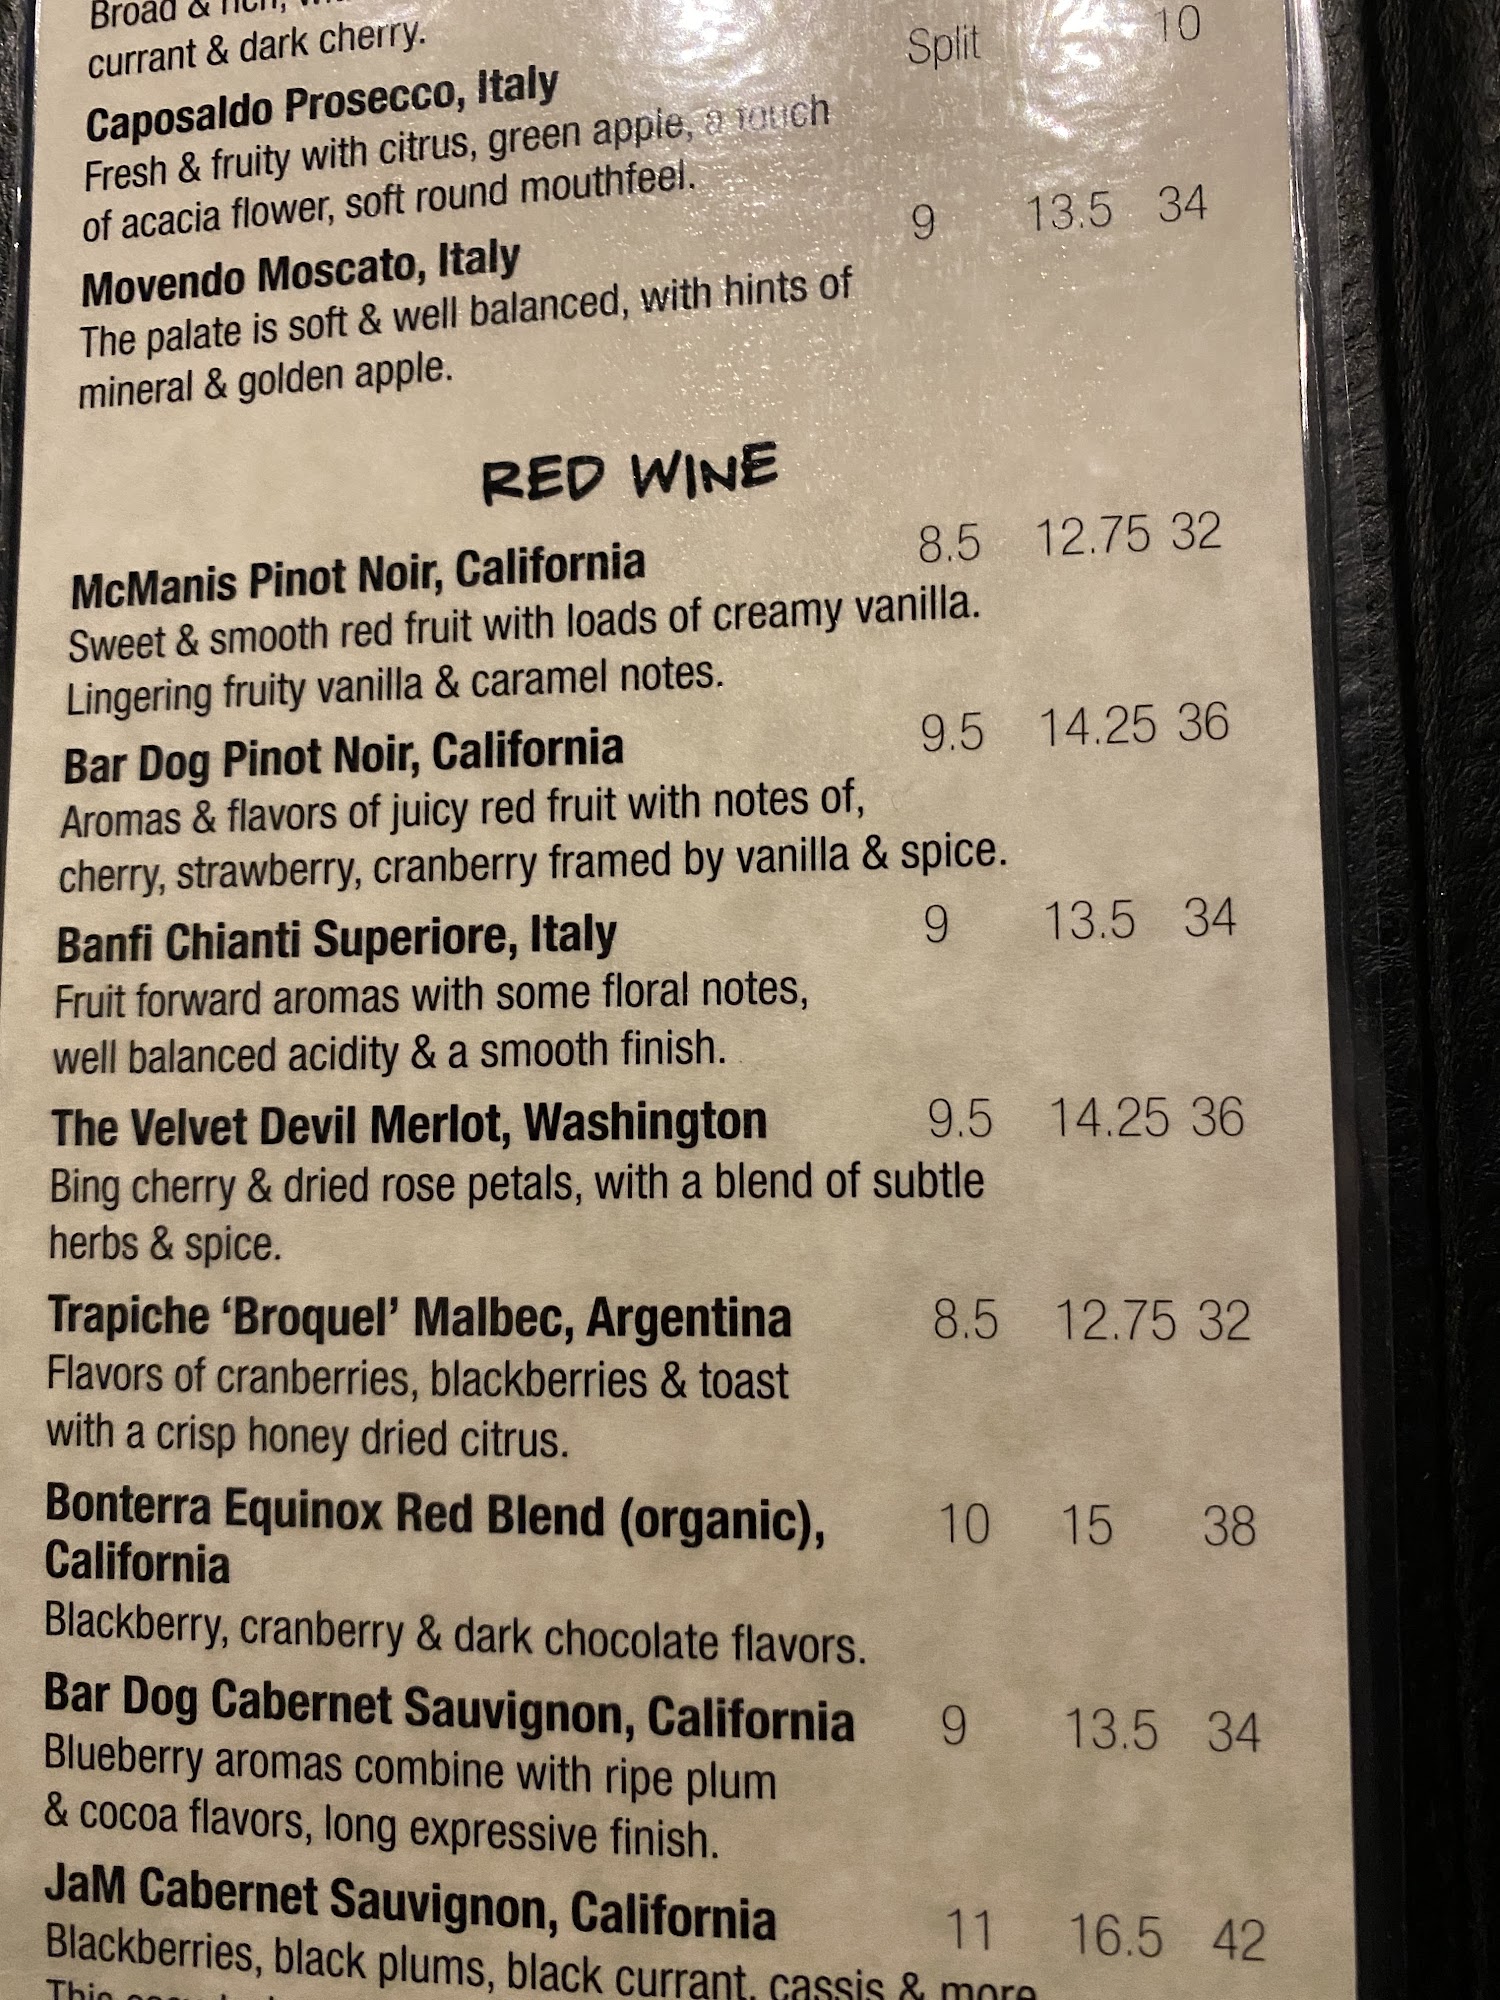 Broad & rich,
currant & dark cherry.
Caposaldo Prosecco, Italy Split 10
Fresh & fruity with citrus, green apple, a touch
of acacia flower, soft round mouthfeel.
Movendo Moscato, Italy 9 13.5 34
The palate is soft & well balanced, with hints of
mineral & golden apple.
RED WINE
McManis Pinot Noir, California 8.5 12.75 32
Sweet & smooth red fruit with loads of creamy vanilla.
Lingering fruity vanilla & caramel notes.
Bar Dog Pinot Noir, California 9.5 14.25 36
Aromas & flavors of juicy red fruit with notes of,
cherry, strawberry, cranberry framed by vanilla & spice.
Banfi Chianti Superiore, Italy 9 13.5 34
Fruit forward aromas with some floral notes,
well balanced acidity & a smooth finish.
The Velvet Devil Merlot, Washington 9.5 14.25 36
Bing cherry & dried rose petals, with a blend of subtle
herbs & spice.
Trapiche ‘Broquel’ Malbec, Argentina 8.5 12.75 32
Flavors of cranberries, blackberries & toast
with a crisp honey dried citrus.
Bonterra Equinox Red Blend (organic), 10 15 38
California
Blackberry, cranberry & dark chocolate flavors.
Bar Dog Cabernet Sauvignon, California 9 13.5 34
Blueberry aromas combine with ripe plum
& cocoa flavors, long expressive finish.
JaM Cabernet Sauvignon, California 11 16.5 42
Blackberries, black plums, black currant, cassis & more
This